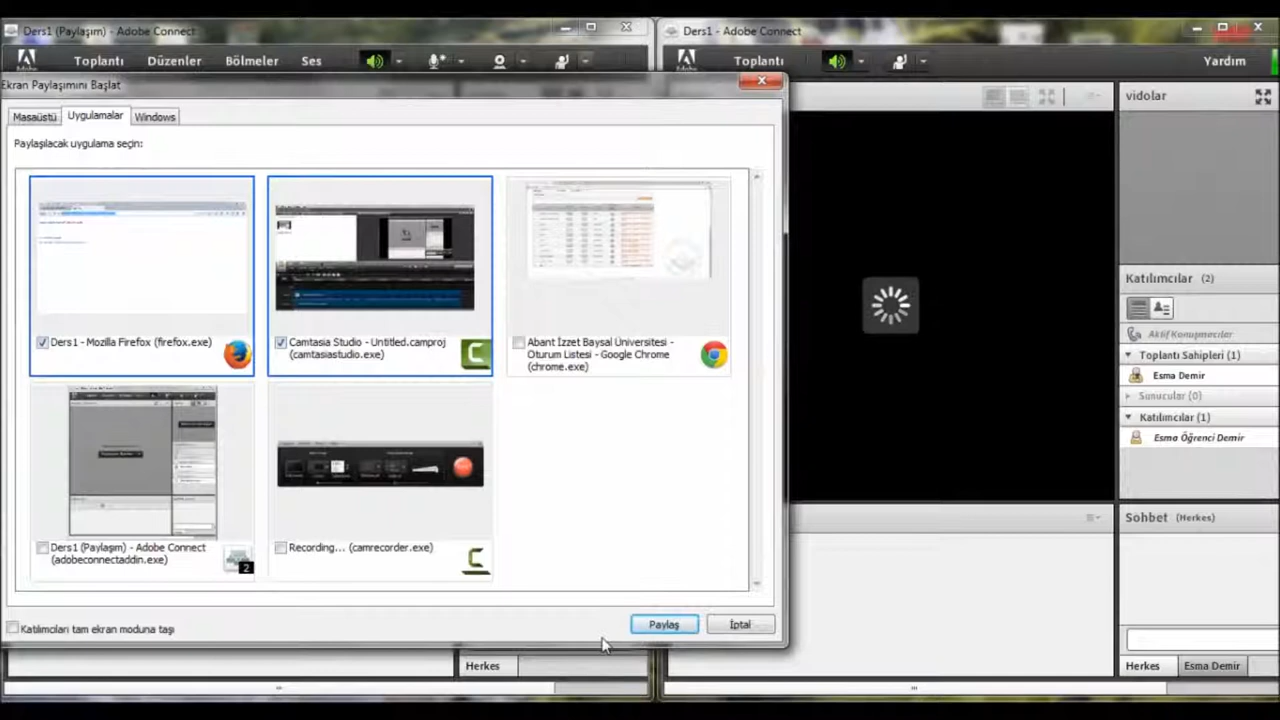 Ders1 (Paylaşım) - Adobe Connect
Ders1 - Adobe Connect
Adobe
Toplantı
Düzenler
Bölmeler
Ses
Adobe
Toplantı
Yardım
Ekran Paylaşımını Başlat
Masaüstü
Uygulamalar
Windows
Paylaşılacak uygulama seçin:
Ders1 - Mozilla Firefox (firefox.exe)
Camtasia Studio - Untitled.camproj
(camtasiastudio.exe)
Abant İzzet Baysal Üniversitesi -
Oturum Listesi - Google Chrome
(chrome.exe)
Ders1 (Paylaşım) - Adobe Connect
(adobeconnectaddin.exe)
2
Recording... (camrecorder.exe)
Katılımcıları tam ekran moduna taşı
Paylaş
İptal
Herkes
vidolar
Katılımcılar (2)
Aktif Konuşmacılar
Toplantı Sahipleri (1)
Esma Demir
Sunucular (0)
Katılımcılar (1)
Esma Öğrenci Demir
Sohbet (Herkes)
Herkes
Esma Demir